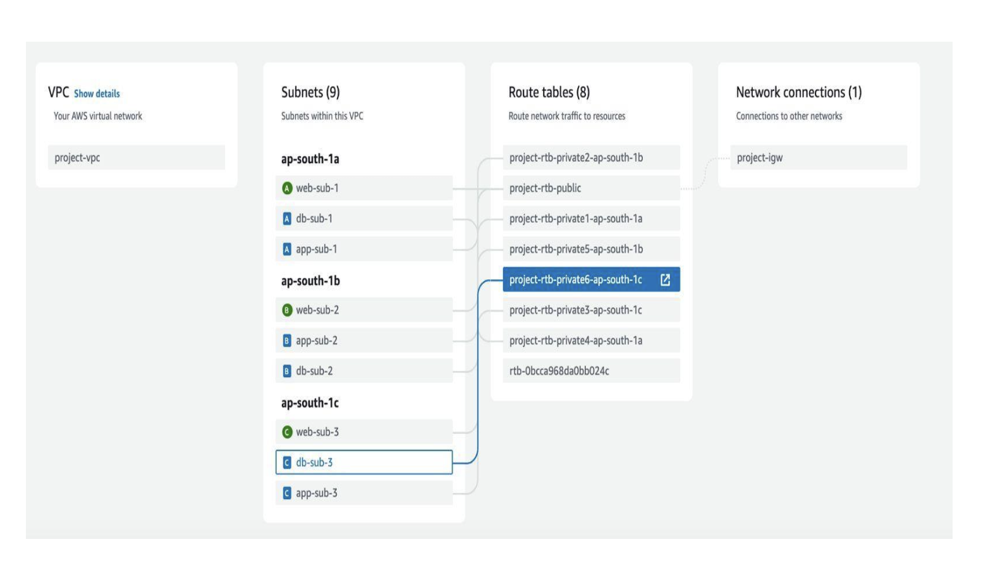 VPC Show details
Your AWS virtual network
project-vpc
Subnets (9)
Subnets within this VPC
ap-south-1a
A web-sub-1
A db-sub-1
A app-sub-1
ap-south-1b
B web-sub-2
B app-sub-2
B db-sub-2
ap-south-1c
C web-sub-3
C db-sub-3
C app-sub-3
Route tables (8)
Route network traffic to resources
project-rtb-private2-ap-south-1b
project-rtb-public
project-rtb-private1-ap-south-1a
project-rtb-private5-ap-south-1b
project-rtb-private6-ap-south-1c
project-rtb-private3-ap-south-1c
project-rtb-private4-ap-south-1a
rtb-0bcca968da0bb024c
Network connections (1)
Connections to other networks
project-igw